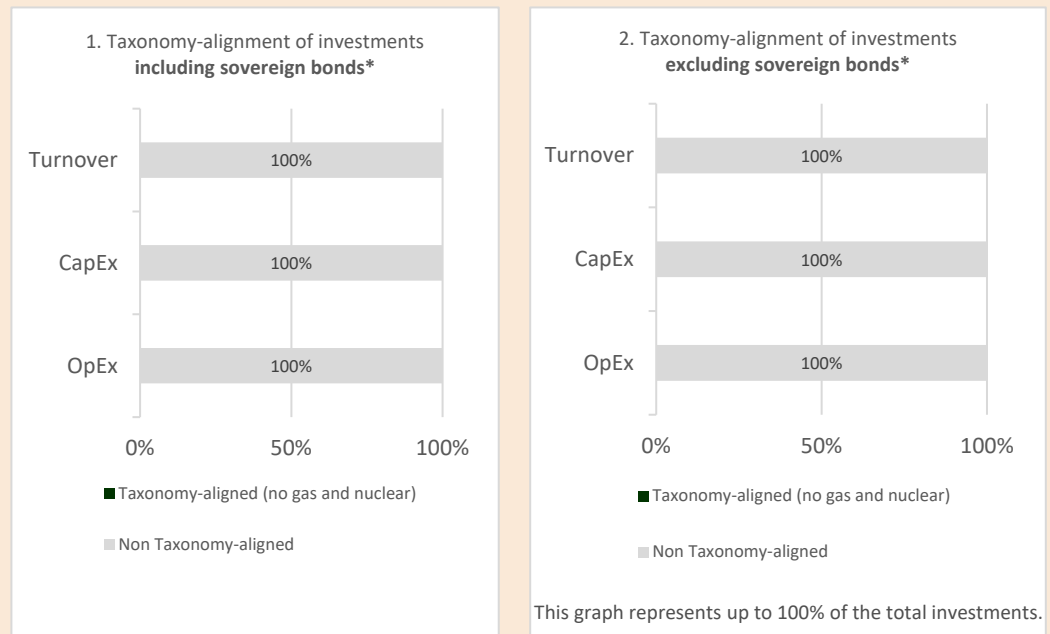 1. Taxonomy-alignment of investments
including sovereign bonds*
Turnover
100%
CapEx
100%
OpEx
100%
0%
50%
100%
Taxonomy-aligned (no gas and nuclear)
Non Taxonomy-aligned
2. Taxonomy-alignment of investments
excluding sovereign bonds*
Turnover
100%
CapEx
100%
OpEx
100%
0%
50%
100%
Taxonomy-aligned (no gas and nuclear)
Non Taxonomy-aligned
This graph represents up to 100% of the total investments.